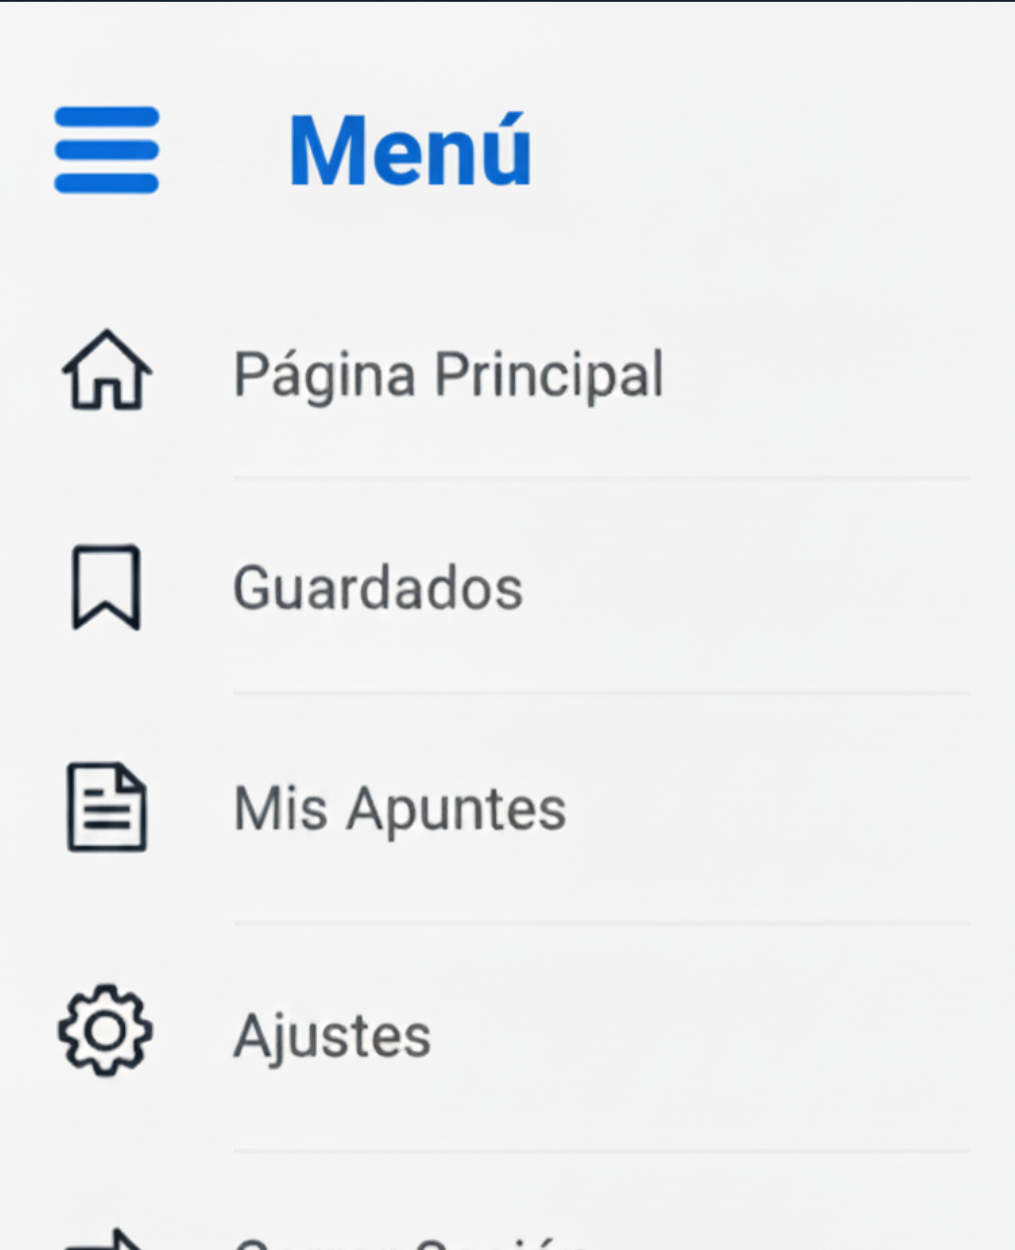 Menú
Página Principal
Guardados
Mis Apuntes
Ajustes